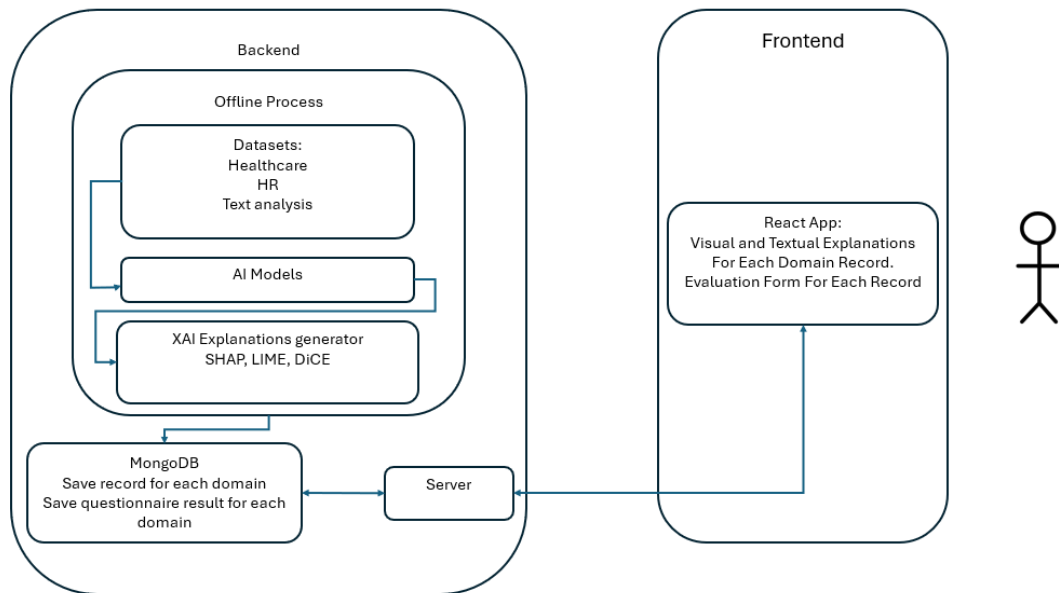 Backend
Offline Process
Datasets:
Healthcare
HR
Text analysis
AI Models
XAI Explanations generator
SHAP, LIME, DiCE
MongoDB
Save record for each domain
Save questionnaire result for each
domain
Server
Frontend
React App:
Visual and Textual Explanations
For Each Domain Record.
Evaluation Form For Each Record